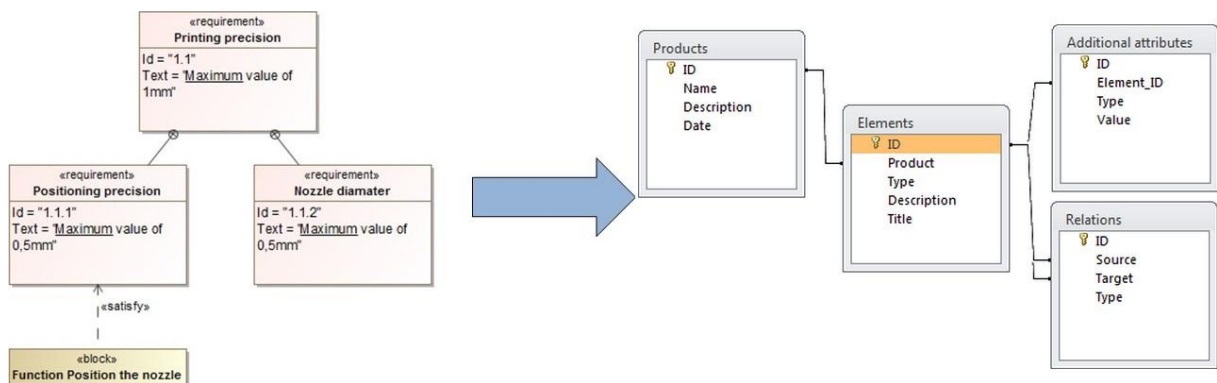 «requirement»
Printing precision
Id = "1.1"
Text = "Maximum value of
1mm"
«requirement»
Positioning precision
Id = "1.1.1"
Text = "Maximum value of
0,5mm"
«requirement»
Nozzle diamater
Id = "1.1.2"
Text = "Maximum value of
0,5mm"
«satisfy»
«block»
Function Position the nozzle
Products
ID
Name
Description
Date
Elements
ID
Product
Type
Description
Title
Additional attributes
ID
Element_ID
Type
Value
Relations
ID
Source
Target
Type